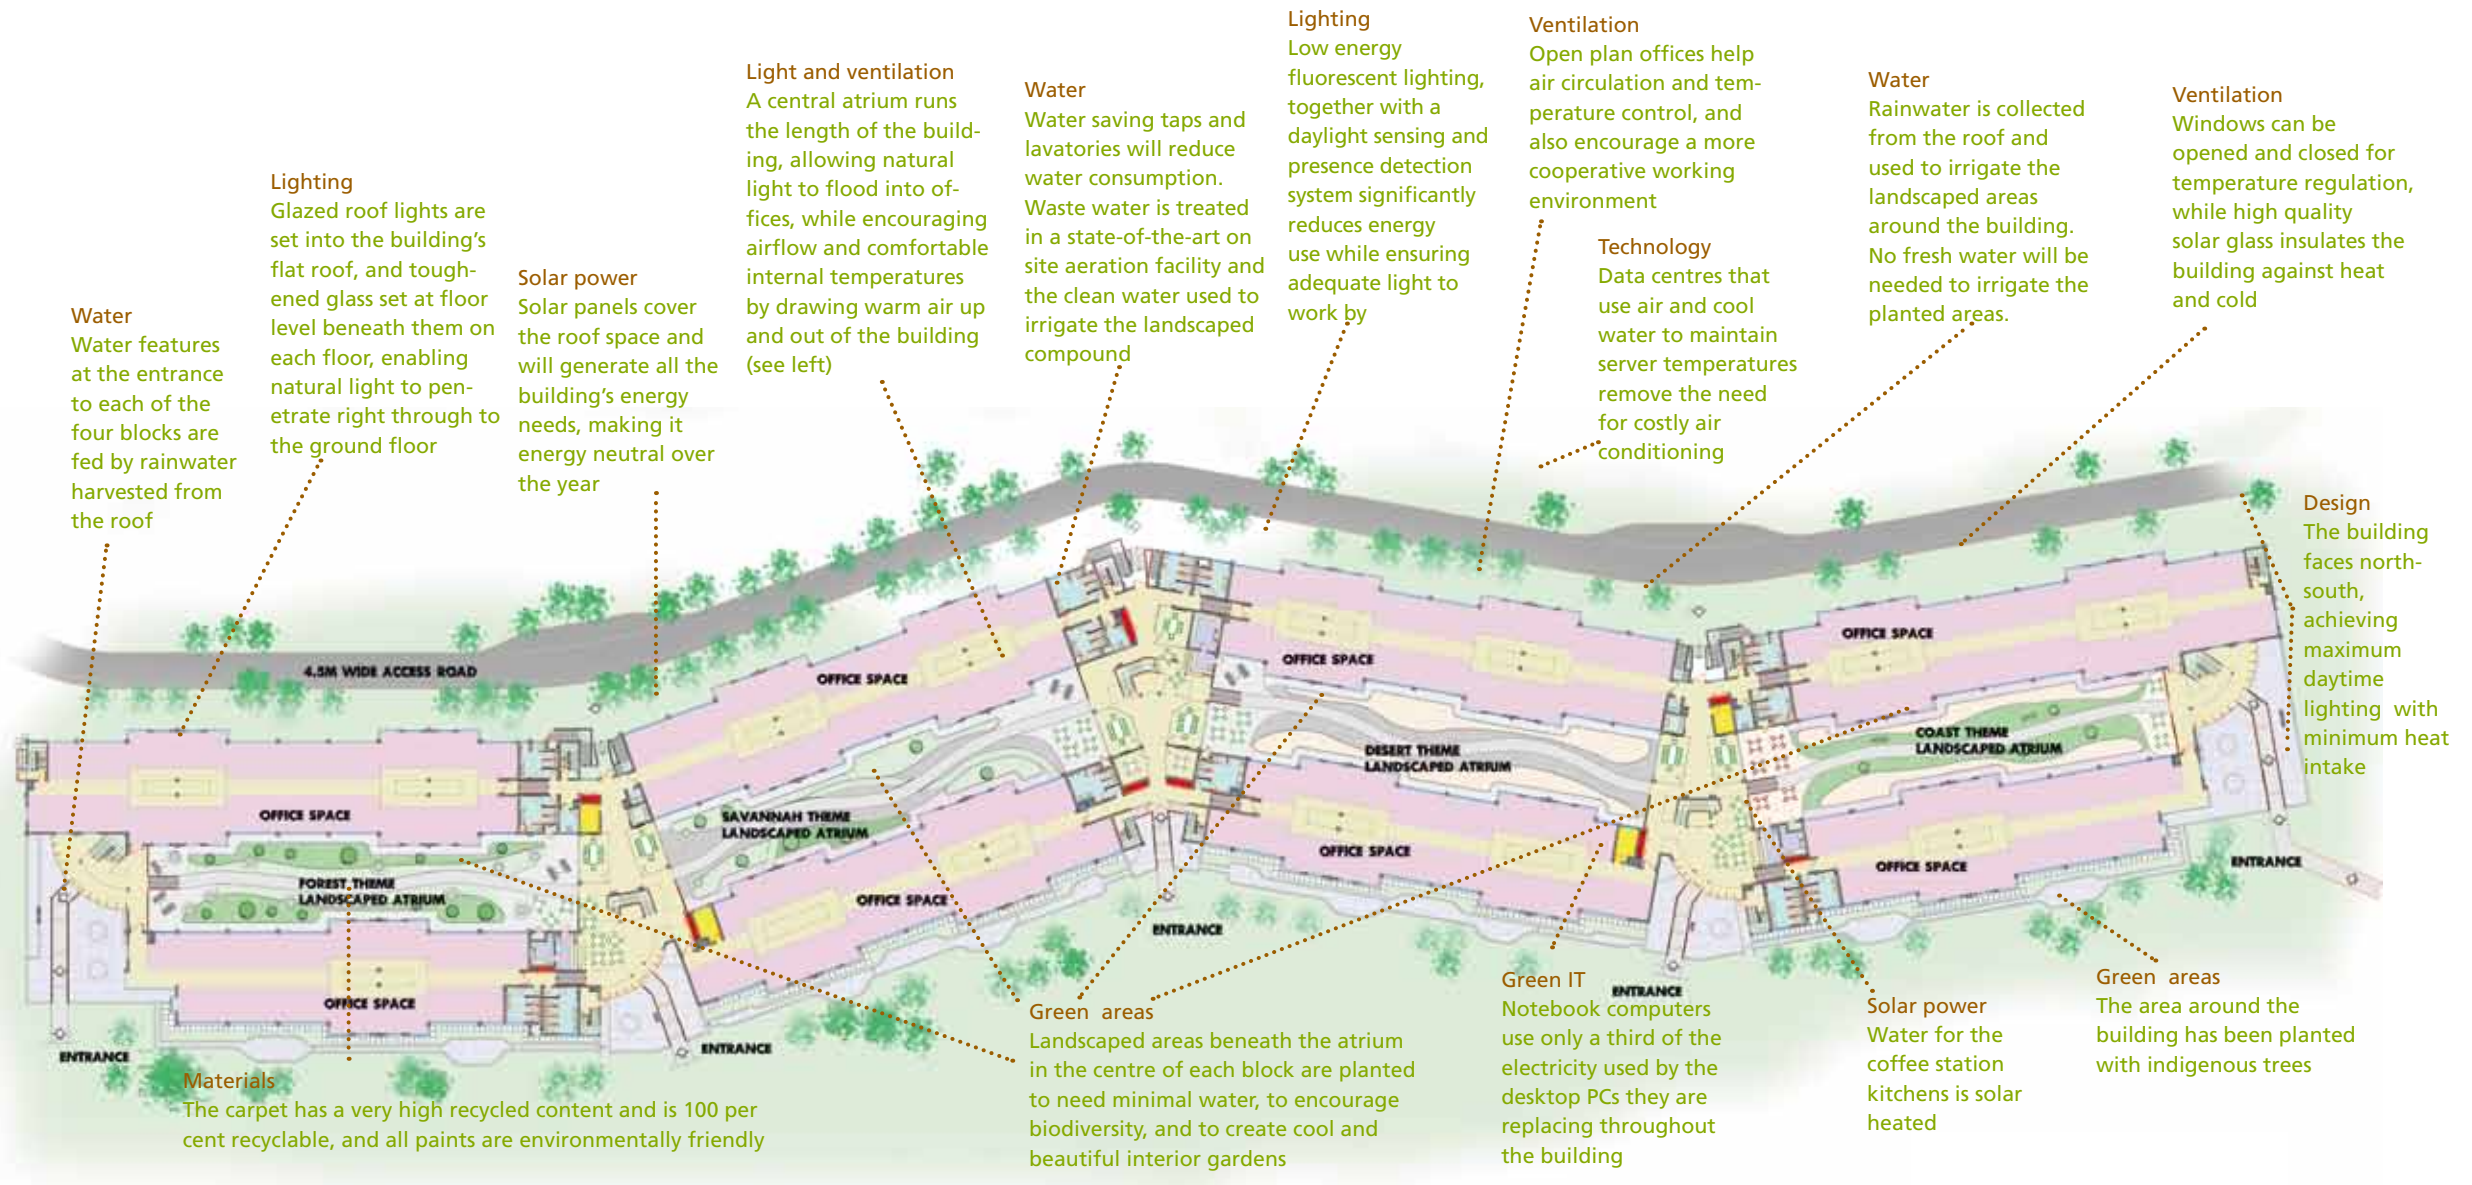 Water
Water features
at the entrance
to each of the
four blocks are
fed by rainwater
harvested from
the roof
Lighting
Glazed roof lights are
set into the building's
flat roof, and tough-
ened glass set at floor
level beneath them on
each floor, enabling
natural light to pen-
etrate right through to
the ground floor
Solar power
Solar panels cover
the roof space and
will generate all the
building's energy
needs, making it
energy neutral over
the year
Light and ventilation
A central atrium runs
the length of the build-
ing, allowing natural
light to flood into of-
fices, while encouraging
airflow and comfortable
internal temperatures
by drawing warm air up
and out of the building
(see left)
Water
Water saving taps and
lavatories will reduce
water consumption.
Waste water is treated
in a state-of-the-art on
site aeration facility and
the clean water used to
irrigate the landscaped
compound
Lighting
Low energy
fluorescent lighting,
together with a
daylight sensing and
presence detection
system significantly
reduces energy
use while ensuring
adequate light to
work by
Ventilation
Open plan offices help
air circulation and tem-
perature control, and
also encourage a more
cooperative working
environment
Technology
Data centres that
use air and cool
water to maintain
server temperatures
remove the need
for costly air
conditioning
Water
Rainwater is collected
from the roof and
used to irrigate the
landscaped areas
around the building.
No fresh water will be
needed to irrigate the
planted areas.
Ventilation
Windows can be
opened and closed for
temperature regulation,
while high quality
solar glass insulates the
building against heat
and cold
Design
The building
faces north-
south,
achieving
maximum
daytime
lighting with
minimum heat
intake
4.5M WIDE ACCESS ROAD
OFFICE SPACE
OFFICE SPACE
OFFICE SPACE
OFFICE SPACE
FOREST THEME
LANDSCAPED ATRIUM
SAVANNAH THEME
LANDSCAPED ATRIUM
DESERT THEME
LANDSCAPED ATRIUM
COAST THEME
LANDSCAPED ATRIUM
OFFICE SPACE
OFFICE SPACE
OFFICE SPACE
OFFICE SPACE
ENTRANCE
ENTRANCE
ENTRANCE
ENTRANCE
ENTRANCE
Materials
The carpet has a very high recycled content and is 100 per
cent recyclable, and all paints are environmentally friendly
Green areas
Landscaped areas beneath the atrium
in the centre of each block are planted
to need minimal water, to encourage
biodiversity, and to create cool and
beautiful interior gardens
Green IT
Notebook computers
use only a third of the
electricity used by the
desktop PCs they are
replacing throughout
the building
Solar power
Water for the
coffee station
kitchens is solar
heated
Green areas
The area around the
building has been planted
with indigenous trees